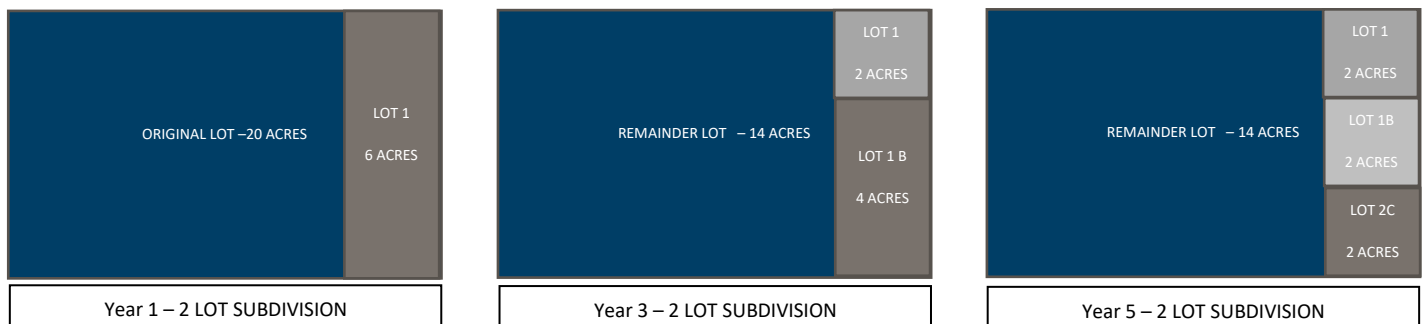 ORIGINAL LOT –20 ACRES
LOT 1
6 ACRES
Year 1 – 2 LOT SUBDIVISION
REMAINDER LOT – 14 ACRES
LOT 1
2 ACRES
LOT 1 B
4 ACRES
Year 3 – 2 LOT SUBDIVISION
REMAINDER LOT – 14 ACRES
LOT 1
2 ACRES
LOT 1B
2 ACRES
LOT 2C
2 ACRES
Year 5 – 2 LOT SUBDIVISION